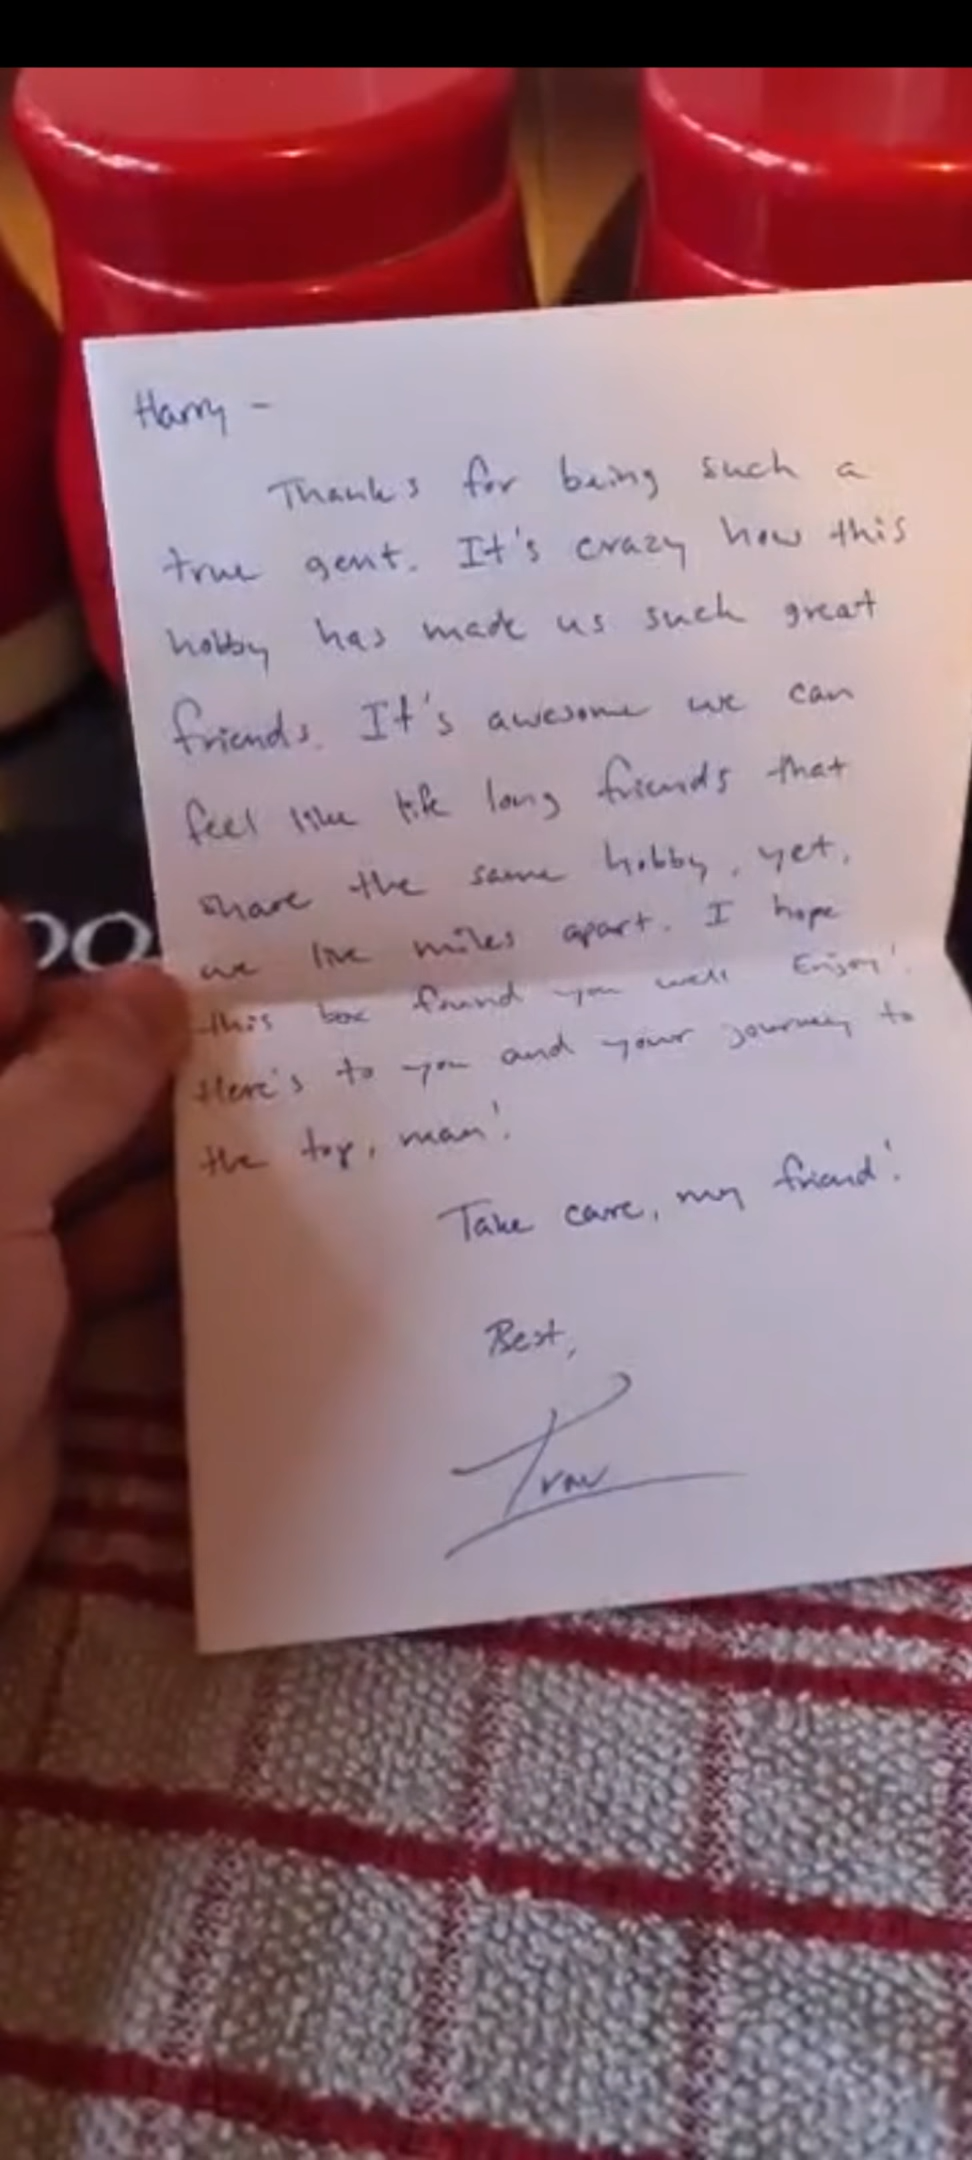 Harry -
Thanks for being such a
true gent. It's crazy how this
hobby has made us such great
friends. It's awesome we can
feel like life long friends that
share the same hobby, yet,
we live miles apart. I hope
this box found you well. Enjoy!
Here's to you and your journey to
the top, man!
Take care, my friend!
Best,
Trav